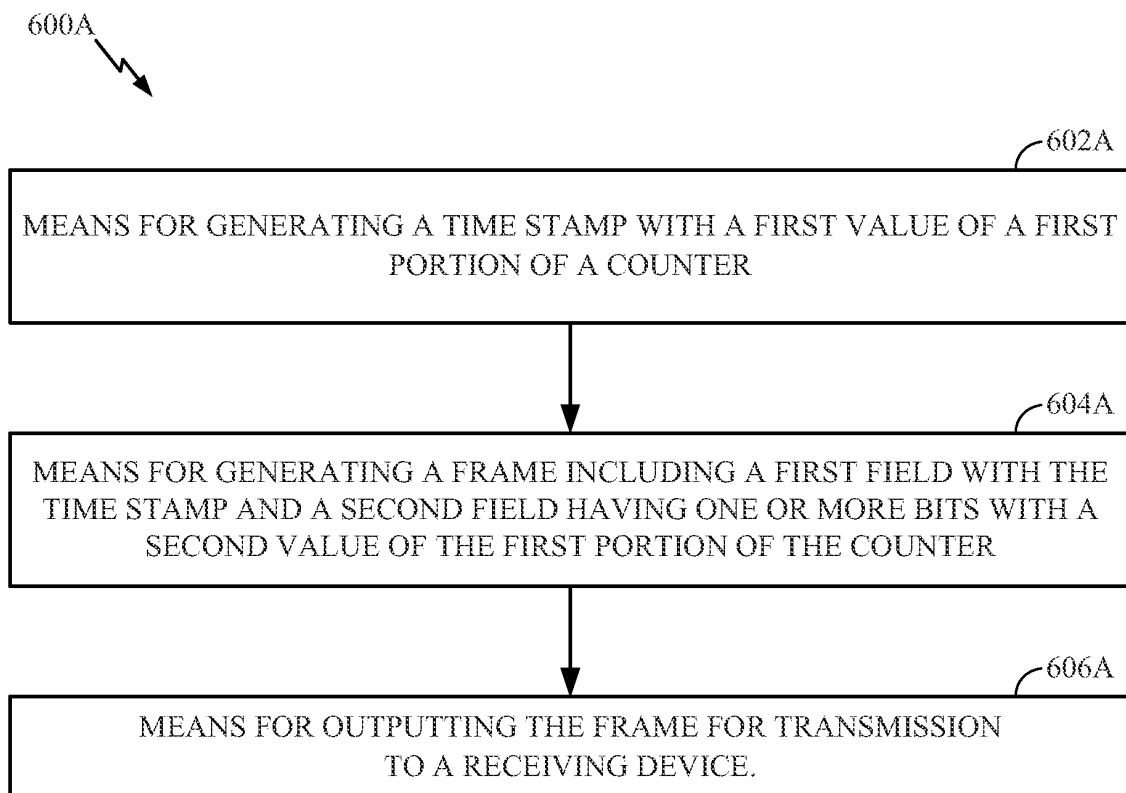 600A
602A
MEANS FOR GENERATING A TIME STAMP WITH A FIRST VALUE OF A FIRST
PORTION OF A COUNTER
604A
MEANS FOR GENERATING A FRAME INCLUDING A FIRST FIELD WITH THE
TIME STAMP AND A SECOND FIELD HAVING ONE OR MORE BITS WITH A
SECOND VALUE OF THE FIRST PORTION OF THE COUNTER
606A
MEANS FOR OUTPUTTING THE FRAME FOR TRANSMISSION
TO A RECEIVING DEVICE.